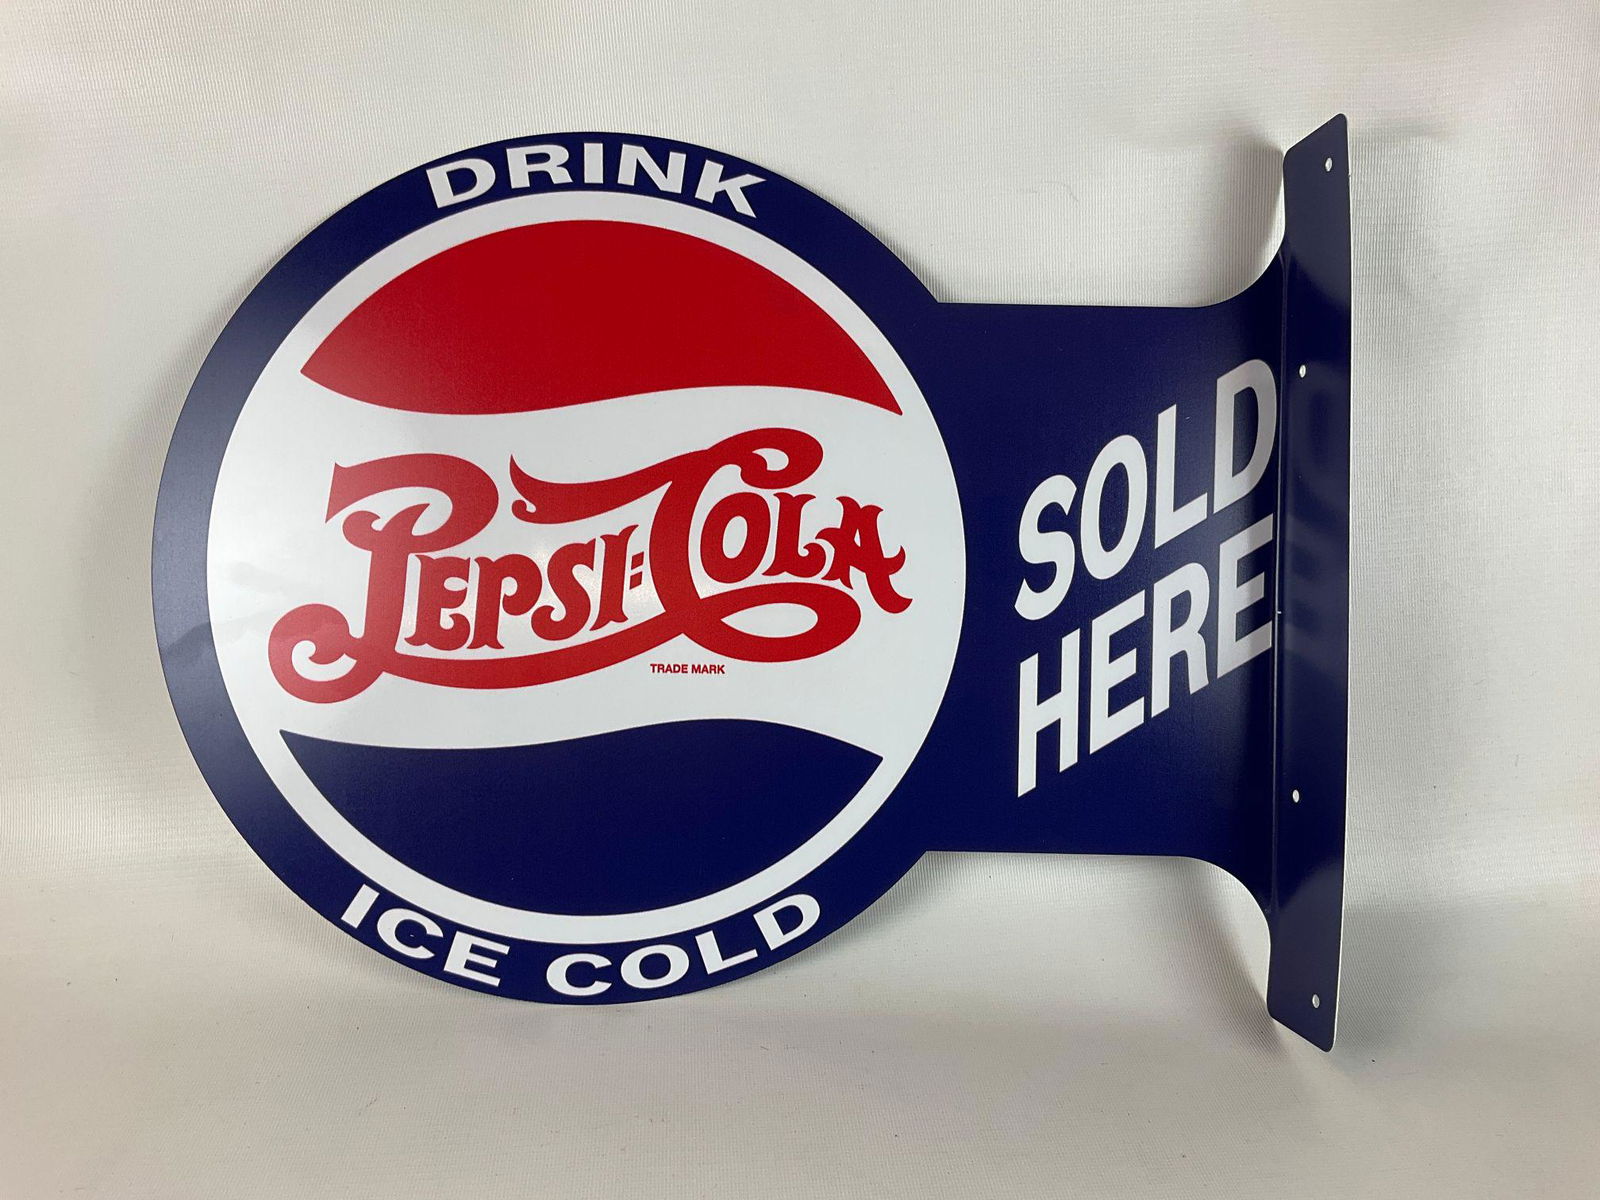 DRINK
PEPSI-COLA
TRADE MARK
ICE COLD
SOLD
HERE